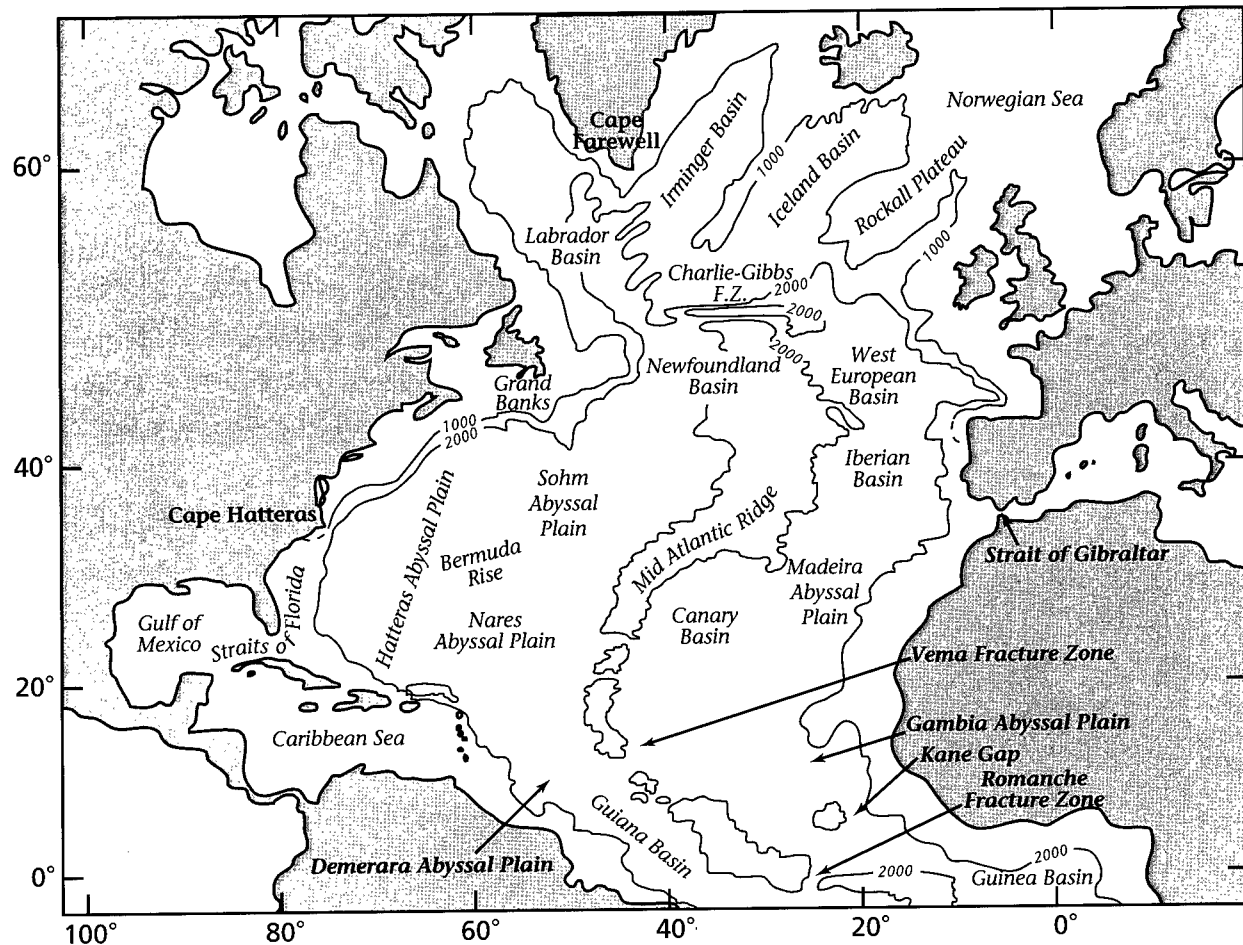 Norwegian Sea
Cape
Farewell
Irminger Basin
1000
Iceland Basin
Rockall Plateau
60°
Labrador
Basin
1000
Charlie-Gibbs
F.Z.
2000
2000
2000
Newfoundland
Basin
West
European
Basin
Grand
Banks
1000
2000
40°
Sohm
Abyssal
Plain
Iberian
Basin
Cape Hatteras
Hatteras Abyssal Plain
Mid Atlantic Ridge
Strait of Gibraltar
Bermuda
Rise
Madeira
Abyssal
Plain
Gulf of
Mexico
Straits of Florida
Nares
Abyssal Plain
Canary
Basin
Vema Fracture Zone
20°
Gambia Abyssal Plain
Caribbean Sea
Kane Gap
Romanche
Fracture Zone
Guiana Basin
Demerara Abyssal Plain
2000
2000
Guinea Basin
0°
100° 80° 60° 40° 20° 0°